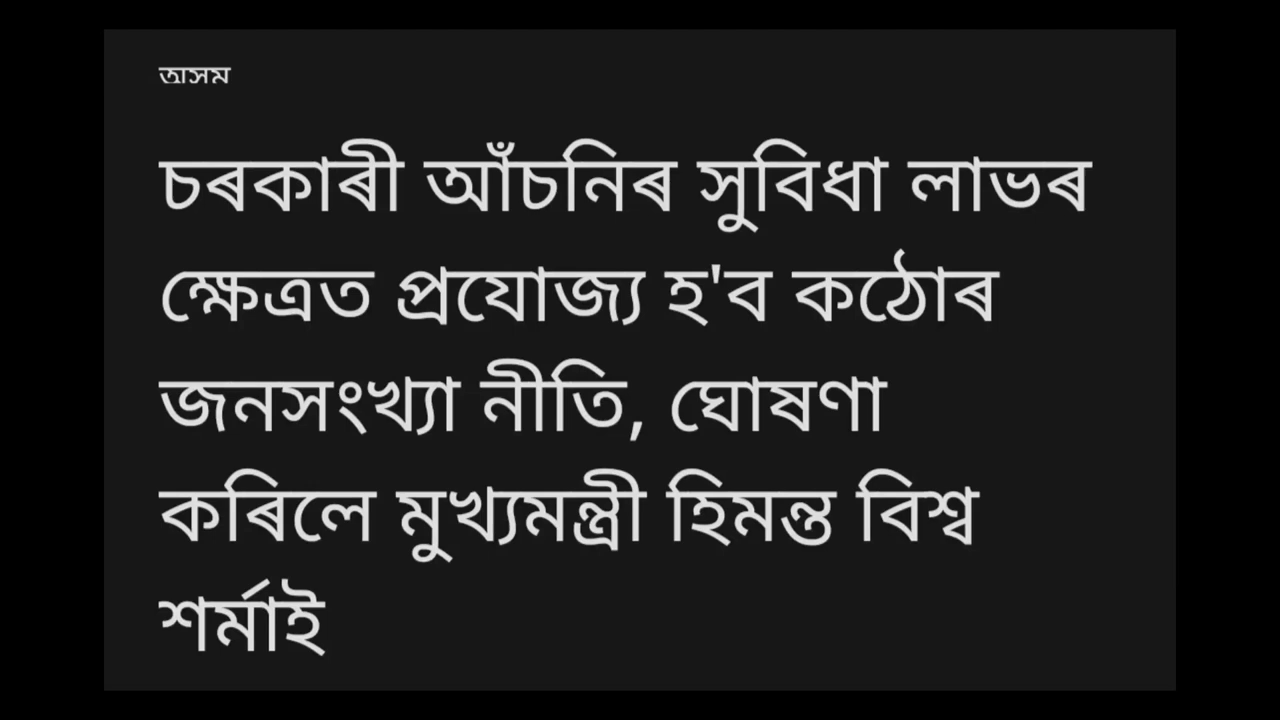 অসম
চৰকাৰী আঁচনিৰ সুবিধা লাভৰ
ক্ষেত্ৰত প্ৰযোজ্য হ'ব কঠোৰ
জনসংখ্যা নীতি, ঘোষণা
কৰিলে মুখ্যমন্ত্ৰী হিমন্ত বিশ্ব
শৰ্মাই